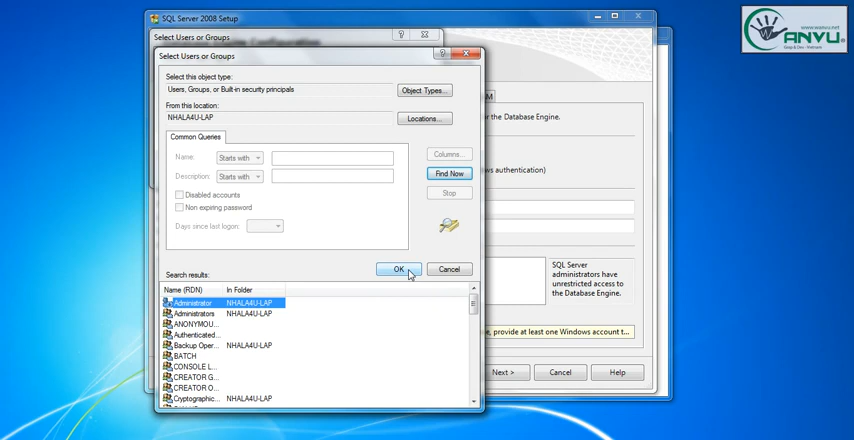 SQL Server 2008 Setup
www.wanvu.net
ANVU
Select Users or Groups
Select Users or Groups
Select this object type:
Users, Groups, or Built-in security principals
Object Types...
From this location:
NHALA4U-LAP
Locations...
Common Queries
Name:
Starts with
Description:
Starts with
Disabled accounts
Non expiring password
Days since last logon:
Columns...
Find Now
Stop
OK
Cancel
Search results:
Name (RDN) In Folder
Administrator NHALA4U-LAP
Administrators NHALA4U-LAP
ANONYMOU...
Authenticated...
Backup Oper... NHALA4U-LAP
BATCH
CONSOLE L...
CREATOR G...
CREATOR O...
Cryptographic... NHALA4U-LAP
M
or the Database Engine.
ws authentication)
SQL Server
administrators have
unrestricted access to
the Database Engine.
e, provide at least one Windows account t...
Next >
Cancel
Help